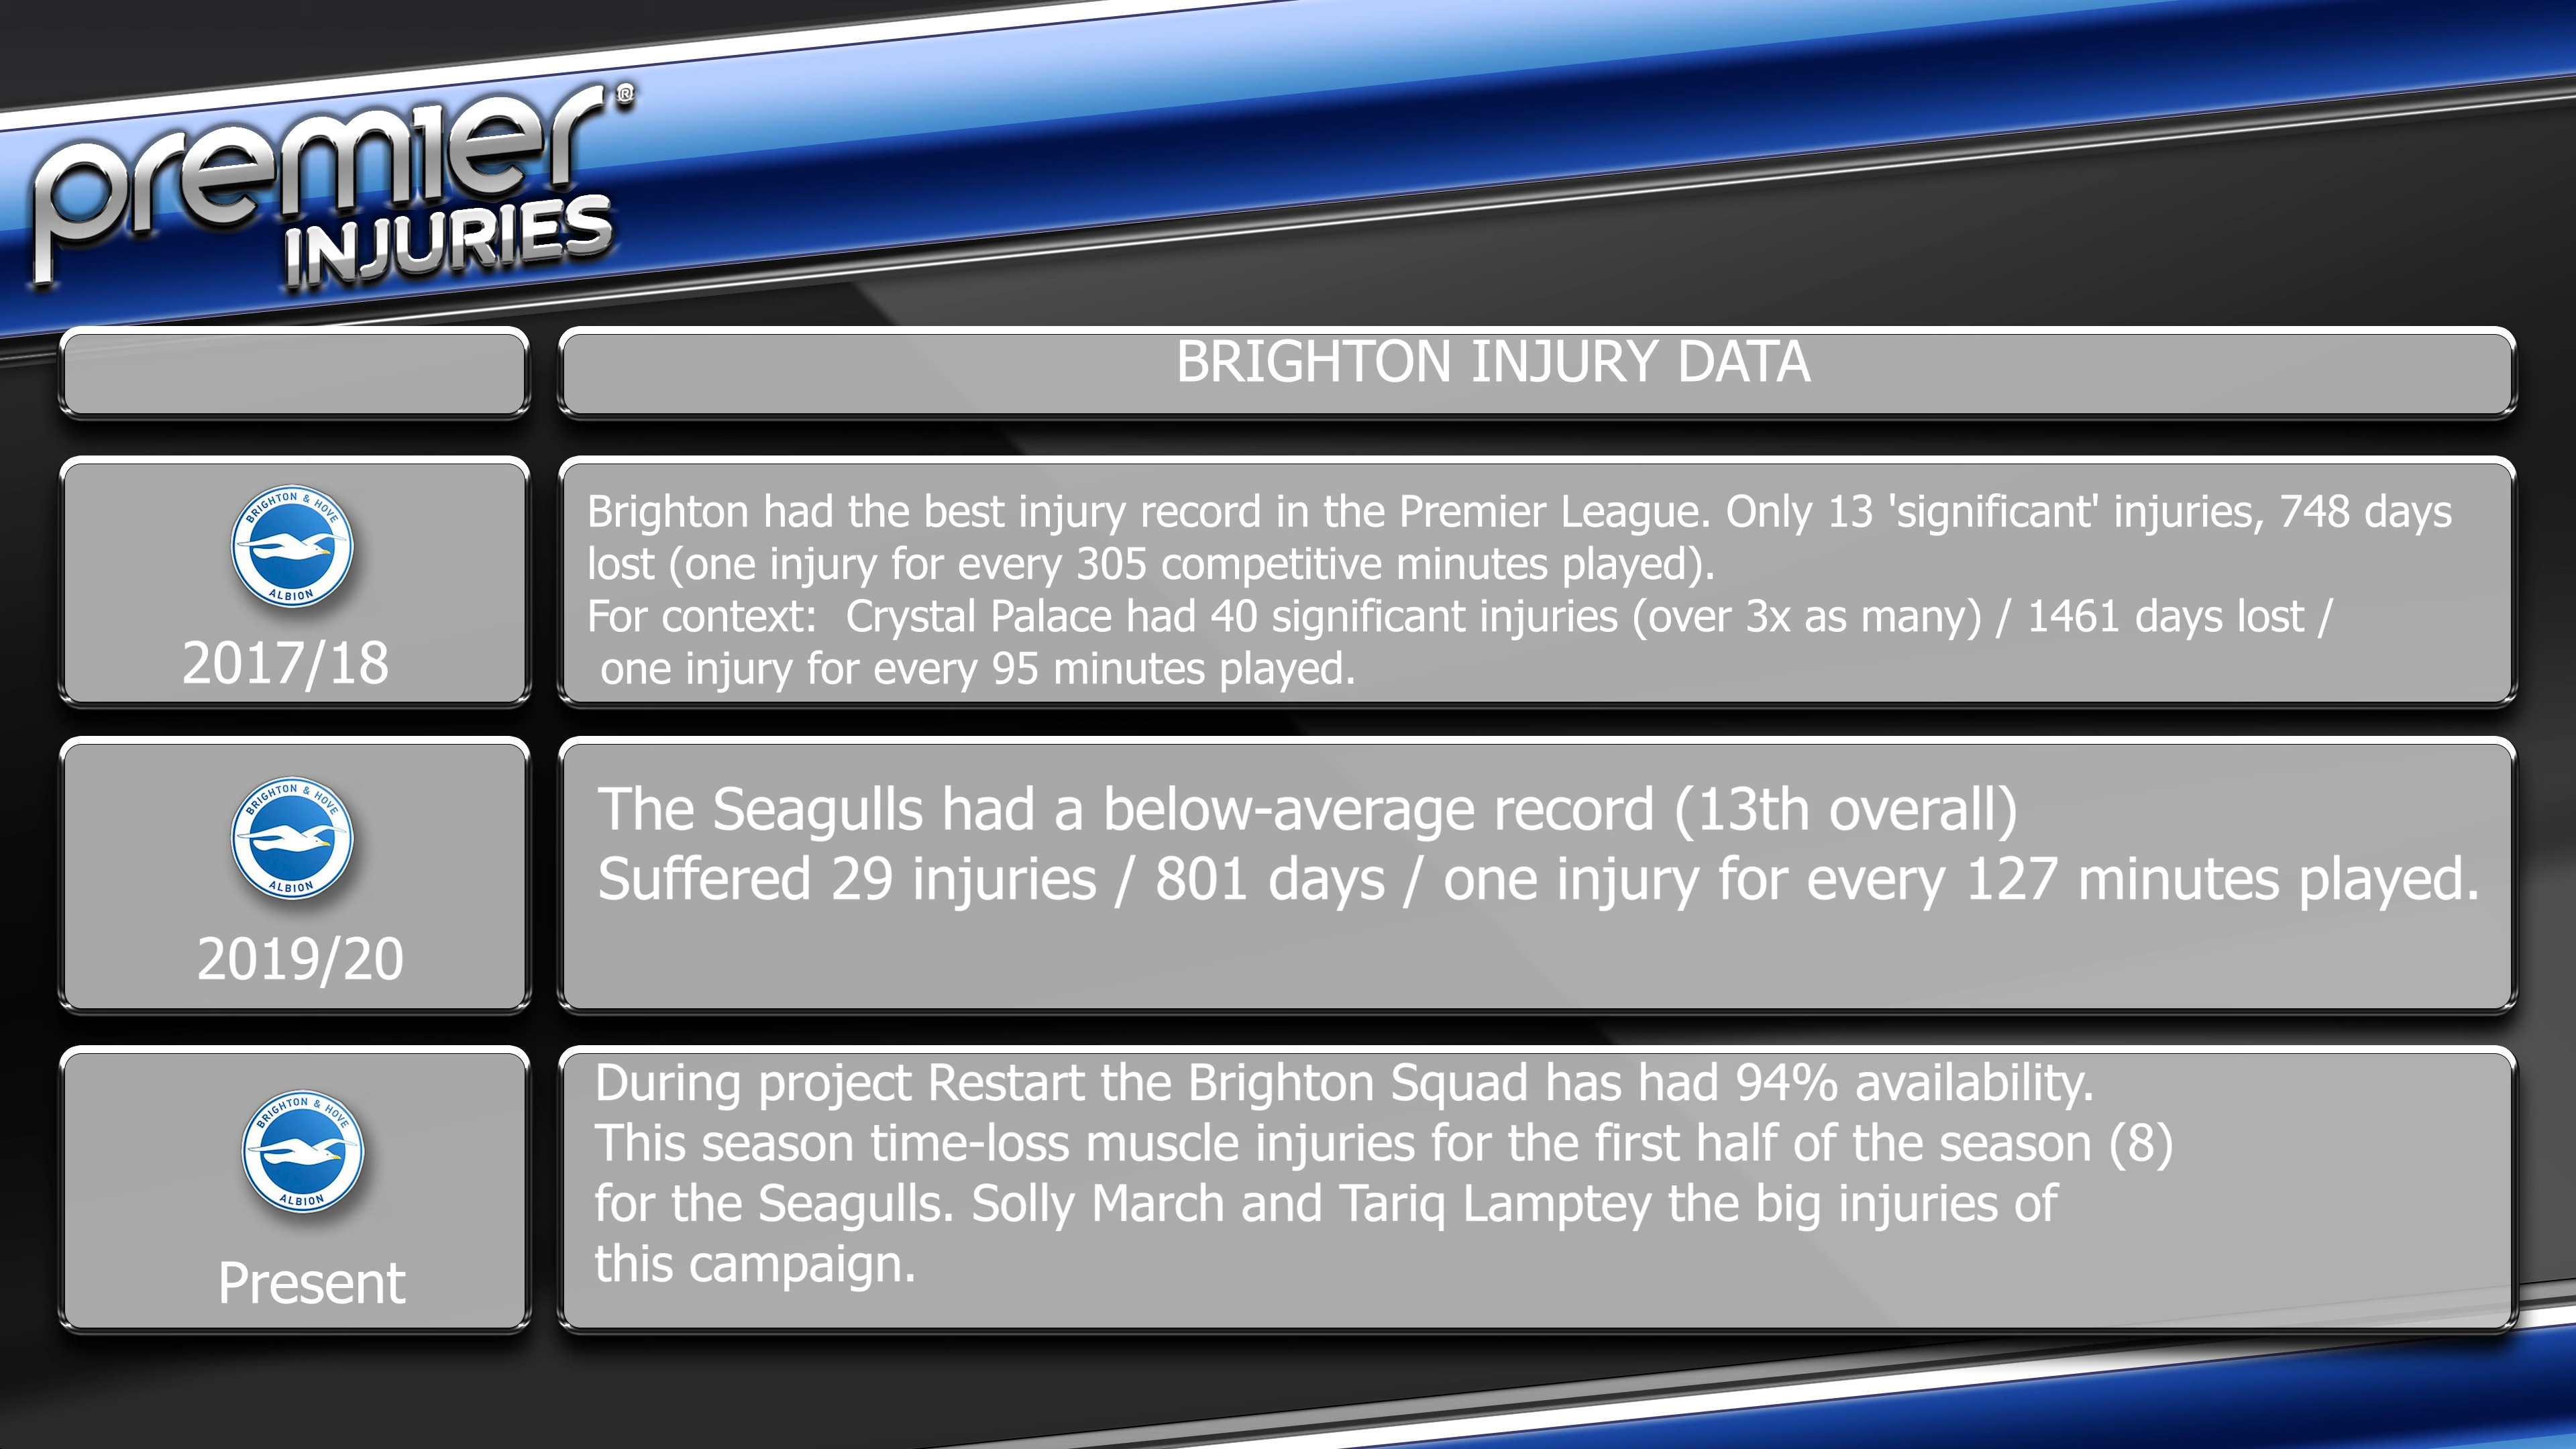 premier®
INJURIES
BRIGHTON INJURY DATA
BRIGHTON & HOVE
ALBION
2017/18
Brighton had the best injury record in the Premier League. Only 13 'significant' injuries, 748 days
lost (one injury for every 305 competitive minutes played).
For context:  Crystal Palace had 40 significant injuries (over 3x as many) / 1461 days lost /
one injury for every 95 minutes played.
BRIGHTON & HOVE
ALBION
2019/20
The Seagulls had a below-average record (13th overall)
Suffered 29 injuries / 801 days / one injury for every 127 minutes played.
BRIGHTON & HOVE
ALBION
Present
During project Restart the Brighton Squad has had 94% availability.
This season time-loss muscle injuries for the first half of the season (8)
for the Seagulls. Solly March and Tariq Lamptey the big injuries of
this campaign.